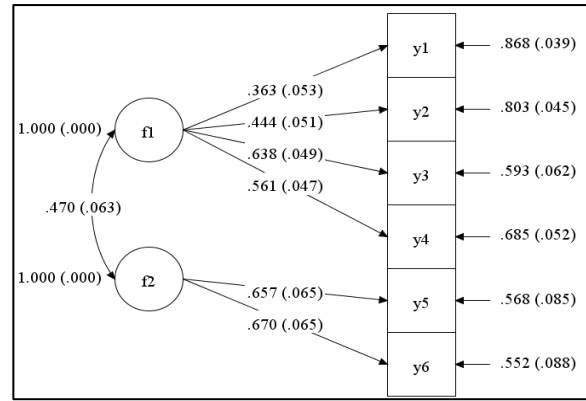 y1
.868 (.039)
.363 (.053)
y2
.803 (.045)
1.000 (.000)
f1
.444 (.051)
.638 (.049)
y3
.593 (.062)
.561 (.047)
.470 (.063)
y4
.685 (.052)
1.000 (.000)
f2
.657 (.065)
y5
.568 (.085)
.670 (.065)
y6
.552 (.088)